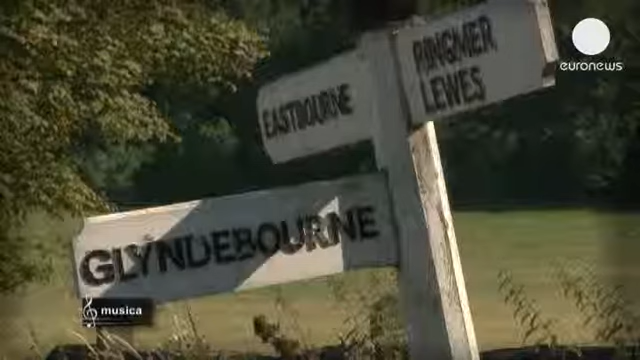 RINGMER
LEWES
euronews
EASTBOURNE
GLYNDEBOURNE
musica